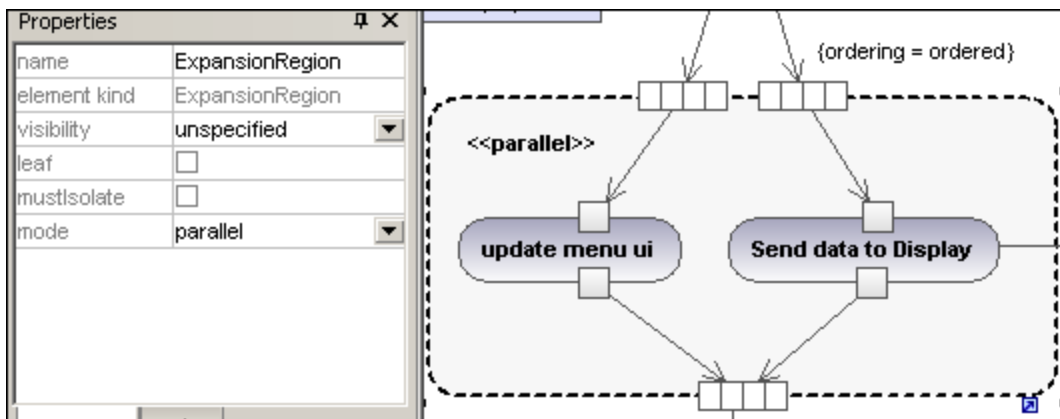 Properties
name ExpansionRegion
element kind ExpansionRegion
visibility unspecified
leaf
mustIsolate
mode parallel
{ordering = ordered}
<<parallel>>
update menu ui
Send data to Display